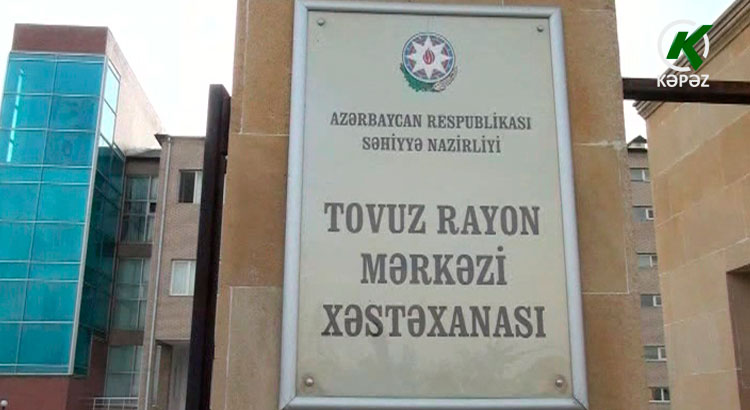 KƏPƏZ
AZƏRBAYCAN RESPUBLİKASI
SƏHİYYƏ NAZİRLİYİ
TOVUZ RAYON
MƏRKƏZİ
XƏSTƏXANASI